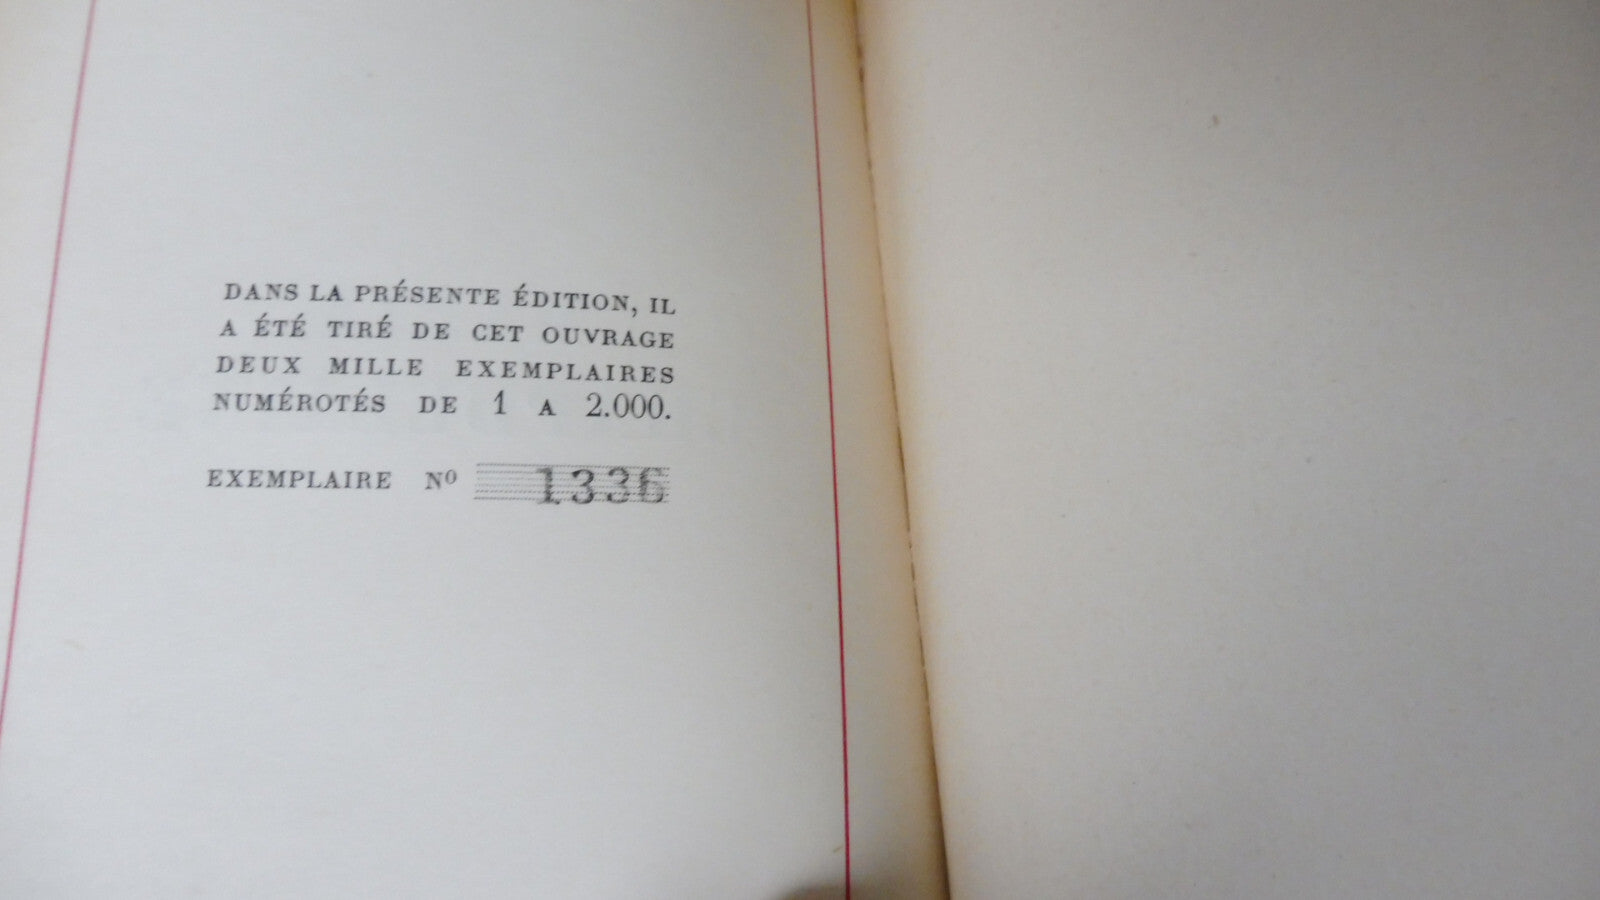 DANS LA PRÉSENTE ÉDITION, IL
A ÉTÉ TIRÉ DE CET OUVRAGE
DEUX MILLE EXEMPLAIRES
NUMÉROTÉS DE 1 A 2.000.
EXEMPLAIRE Nº 1336